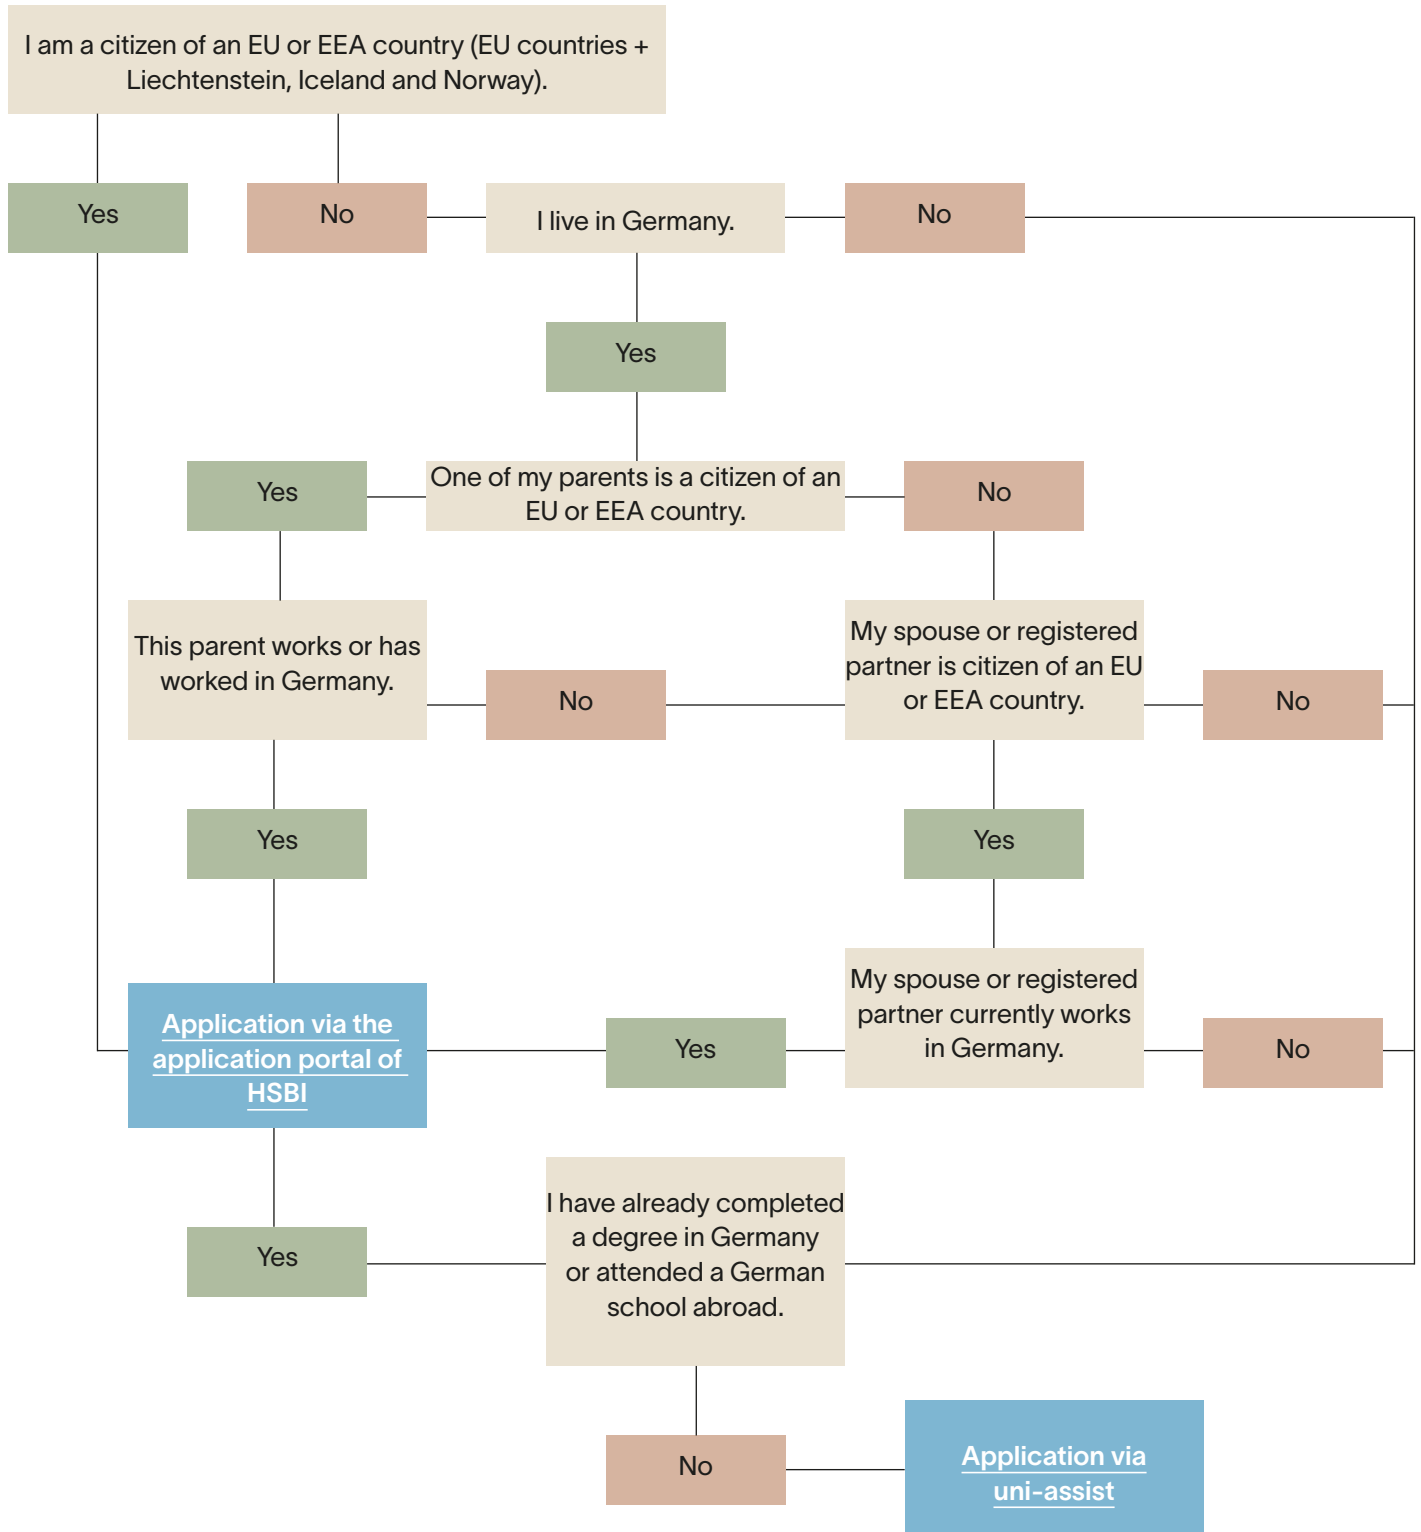 I am a citizen of an EU or EEA country (EU countries +
Liechtenstein, Iceland and Norway).
Yes
No
I live in Germany.
No
Yes
Yes
One of my parents is a citizen of an
EU or EEA country.
No
This parent works or has
worked in Germany.
No
My spouse or registered
partner is citizen of an EU
or EEA country.
No
Yes
Yes
Application via the
application portal of
HSBI
Yes
My spouse or registered
partner currently works
in Germany.
No
Yes
I have already completed
a degree in Germany
or attended a German
school abroad.
No
Application via
uni-assist